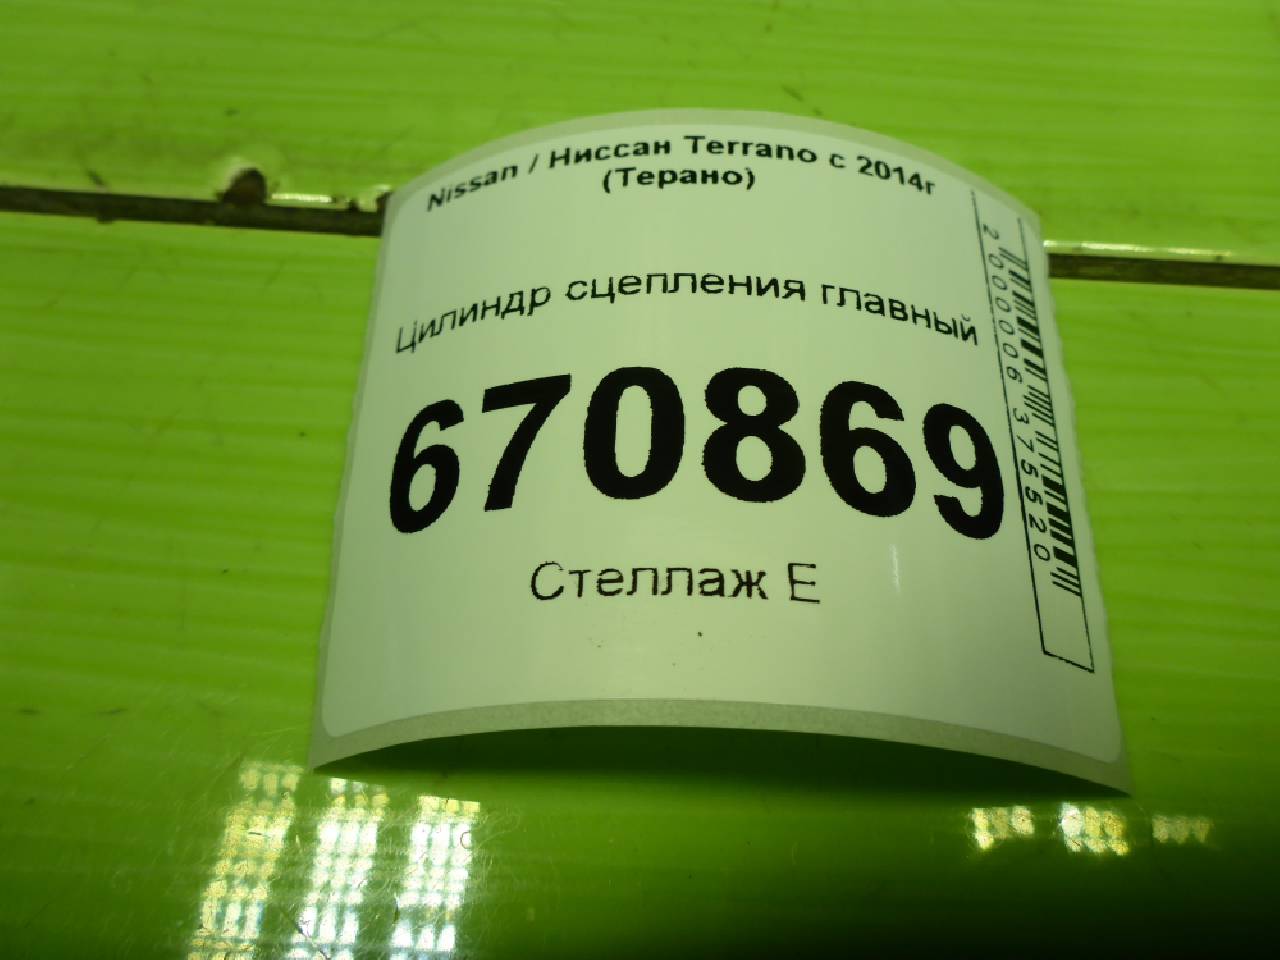 Nissan / Ниссан Terrano с 2014г
(Терано)
Цилиндр сцепления главный
670869
Стеллаж Е
2000006375520